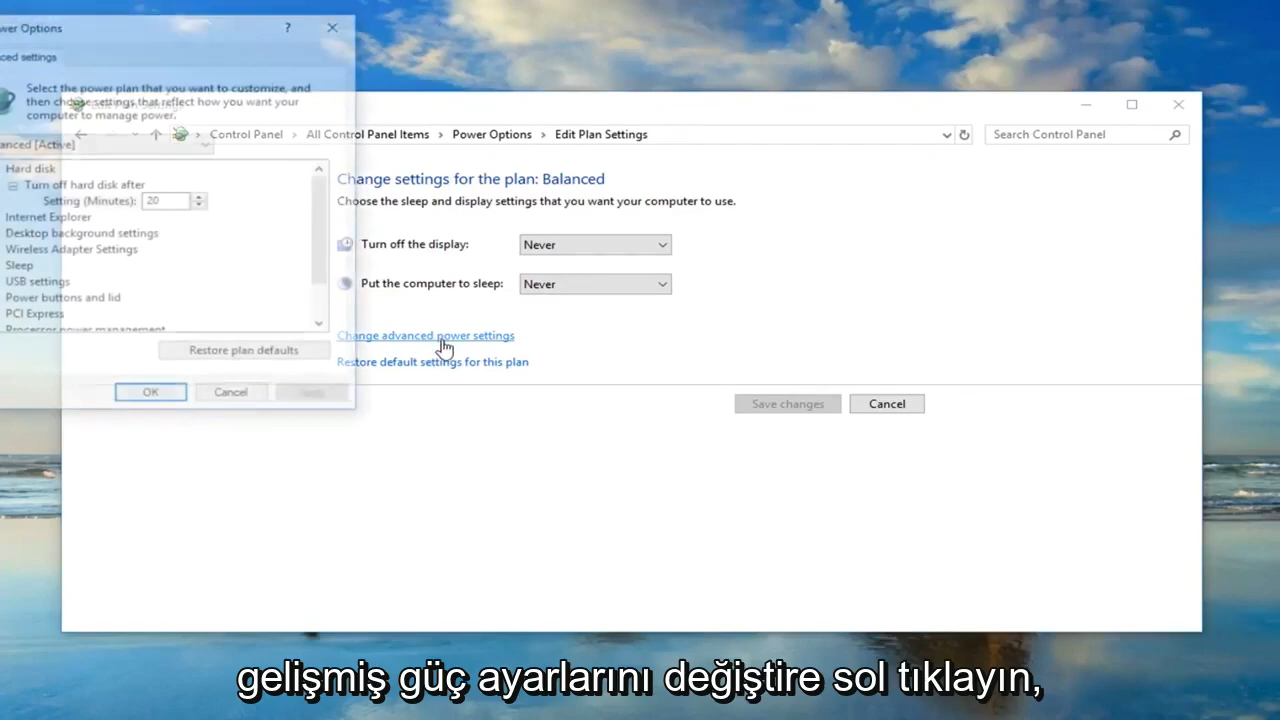 wer Options
?
ced settings
Select the power plan that you want to customize, and
then choose settings that reflect how you want your
computer to manage power.
anced [Active]
Hard disk
Turn off hard disk after
Setting (Minutes): 20
Internet Explorer
Desktop background settings
Wireless Adapter Settings
Sleep
USB settings
Power buttons and lid
PCI Express
Processor power management
Restore plan defaults
OK
Cancel
Control Panel > All Control Panel Items > Power Options > Edit Plan Settings
Search Control Panel
Change settings for the plan: Balanced
Choose the sleep and display settings that you want your computer to use.
Turn off the display: Never
Put the computer to sleep: Never
Change advanced power settings
Restore default settings for this plan
Save changes
Cancel
gelişmiş güç ayarlarını değiştire sol tıklayın,